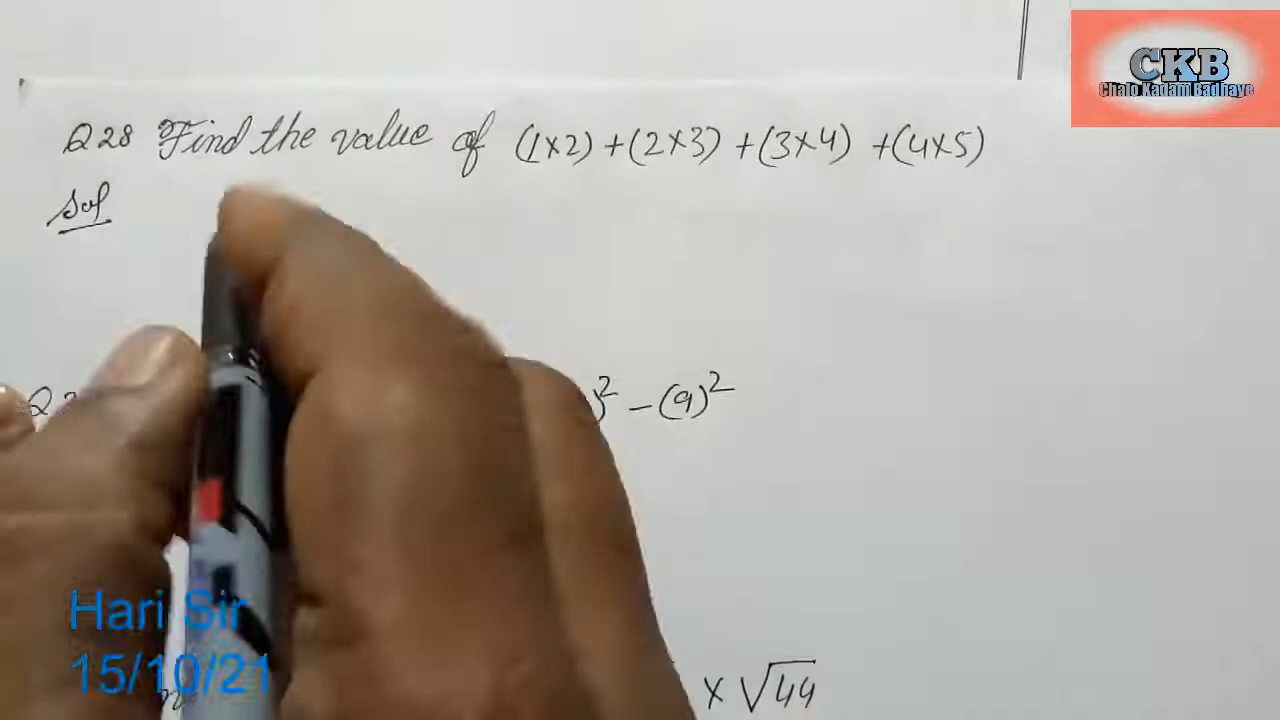 CKB
Chalo Kadam Badhaye
Q28 Find the value of (1×2) + (2×3) + (3×4) + (4×5)
Sol
)² - (9)²
Hari Sir
15/10/21
× √44